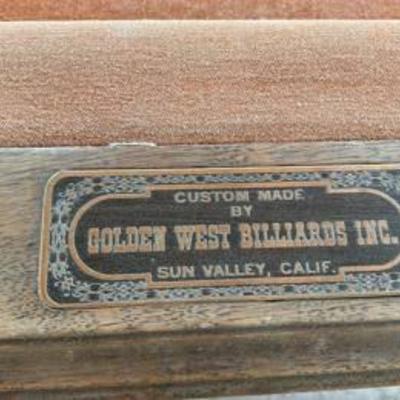 CUSTOM MADE
BY
GOLDEN WEST BILLIARDS INC.
SUN VALLEY, CALIF.